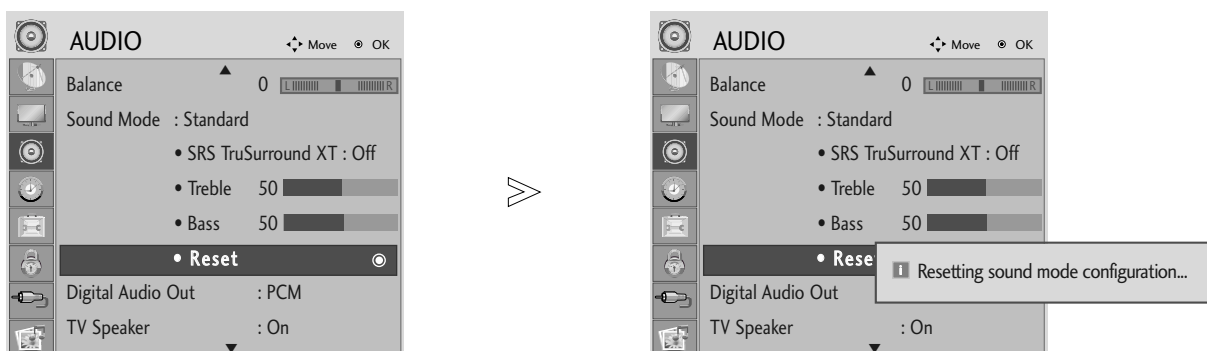 AUDIO Move OK
Balance 0 L R
Sound Mode : Standard
• SRS TruSurround XT : Off
• Treble 50
• Bass 50
• Reset
Digital Audio Out : PCM
TV Speaker : On
AUDIO Move OK
Balance 0 L R
Sound Mode : Standard
• SRS TruSurround XT : Off
• Treble 50
• Bass 50
• Rese
i Resetting sound mode configuration...
Digital Audio Out
TV Speaker : On